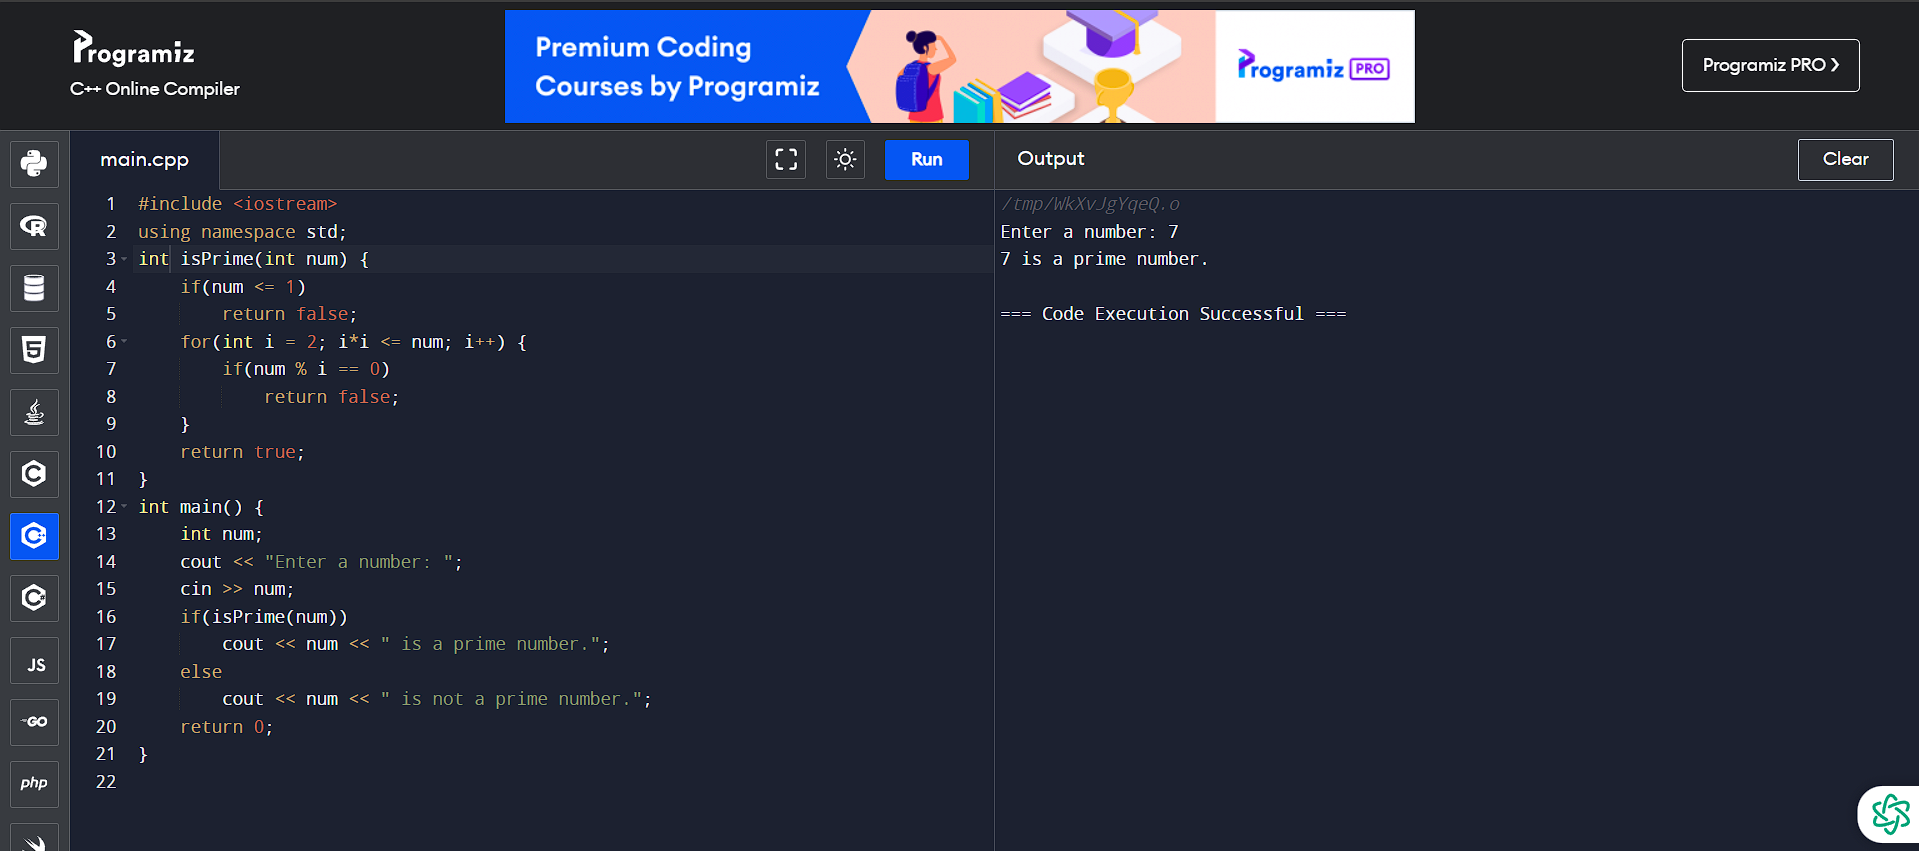 Programiz
C++ Online Compiler
Premium Coding
Courses by Programiz
Programiz PRO
Programiz PRO ❯
main.cpp
Run
Output
Clear
1 #include <iostream>
2 using namespace std;
3 int isPrime(int num) {
4     if(num <= 1)
5         return false;
6     for(int i = 2; i*i <= num; i++) {
7         if(num % i == 0)
8             return false;
9     }
10     return true;
11 }
12 int main() {
13     int num;
14     cout << "Enter a number: ";
15     cin >> num;
16     if(isPrime(num))
17         cout << num << " is a prime number.";
18     else
19         cout << num << " is not a prime number.";
20     return 0;
21 }
22
/tmp/WkXvJgYqeQ.o
Enter a number: 7
7 is a prime number.
=== Code Execution Successful ===
R
5
C
C++
C#
JS
GO
php